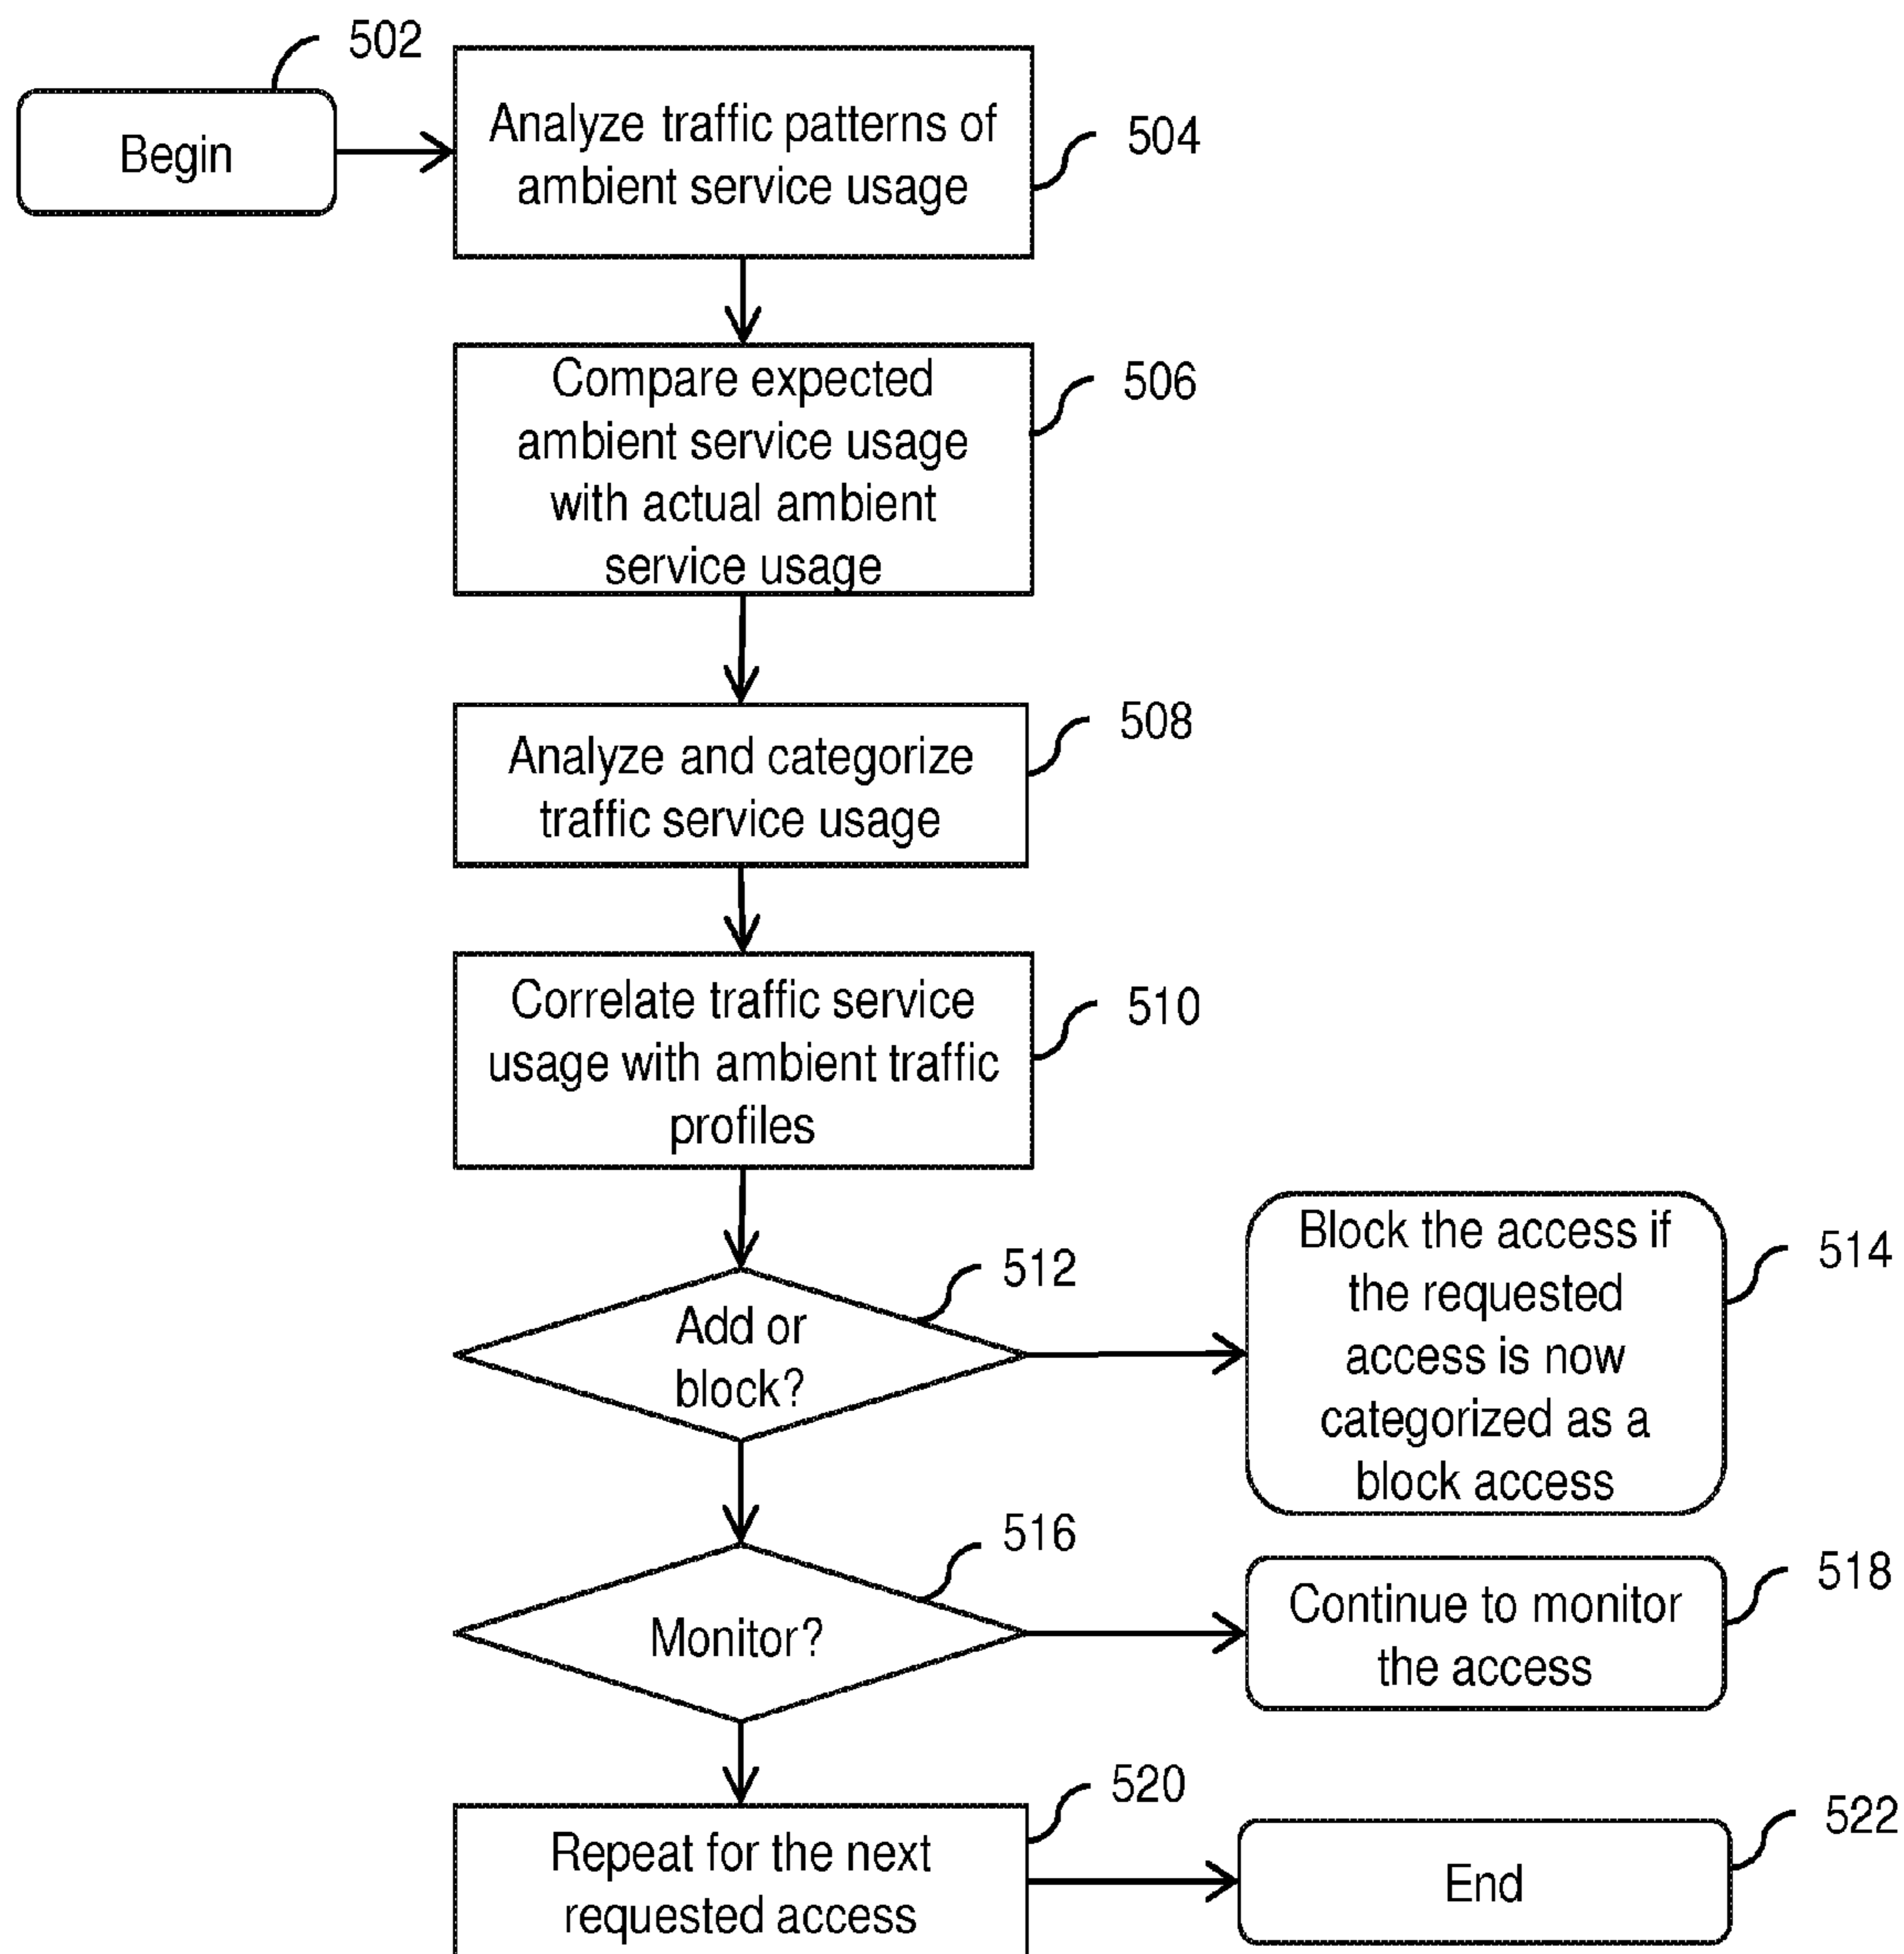 502
Begin
Analyze traffic patterns of
ambient service usage
504
Compare expected
ambient service usage
with actual ambient
service usage
506
Analyze and categorize
traffic service usage
508
Correlate traffic service
usage with ambient traffic
profiles
510
Add or
block?
512
Block the access if
the requested
access is now
categorized as a
block access
514
Monitor?
516
Continue to monitor
the access
518
Repeat for the next
requested access
520
End
522